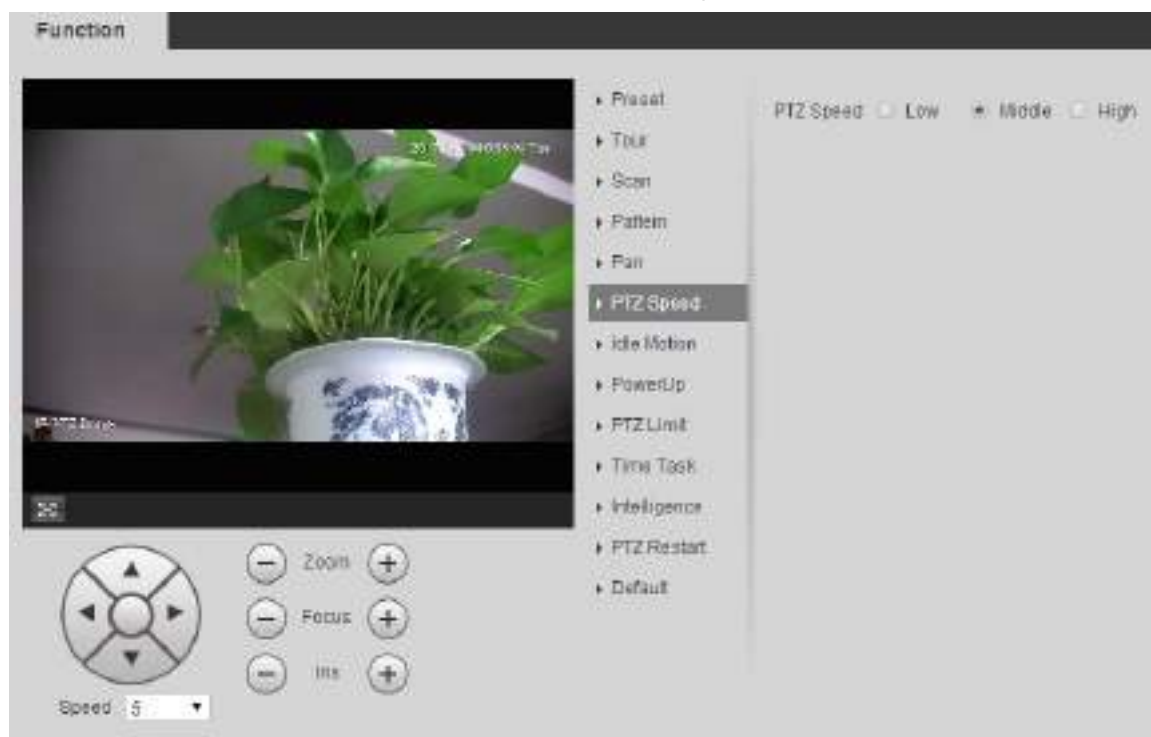 Function
Preset
PTZ Speed Low Middle High
Tour
Scan
Pattern
Pan
PTZ Speed
Idle Motion
PowerUp
PTZ Limit
Time Task
Intelligence
PTZ Restart
Default
Zoom
Focus
Iris
Speed 5